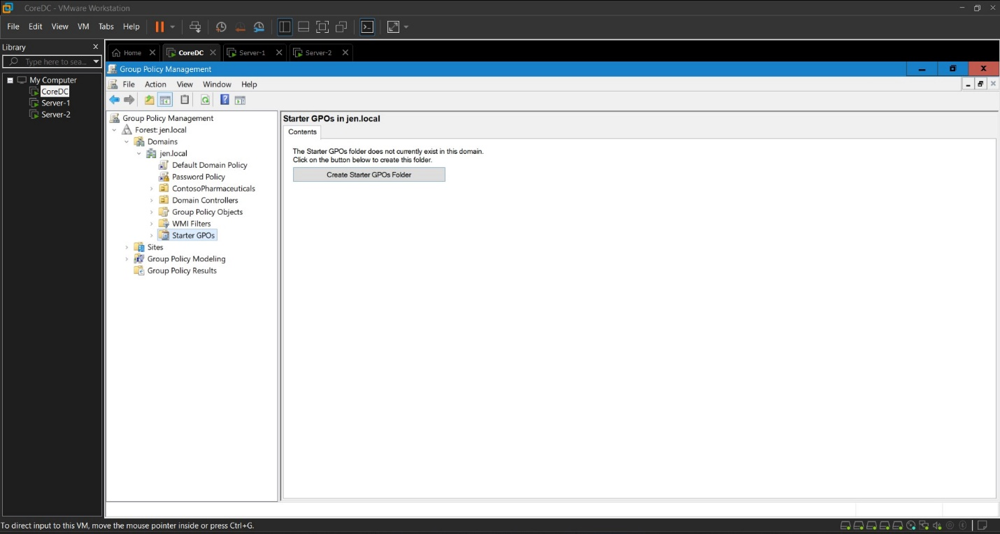 CoreDC - VMware Workstation
File Edit View VM Tabs Help
Library
Type here to sea...
My Computer
CoreDC
Server-1
Server-2
Home CoreDC Server-1 Server-2
Group Policy Management
File Action View Window Help
Group Policy Management
Forest: jen.local
Domains
jen.local
Default Domain Policy
Password Policy
ContosoPharmaceuticals
Domain Controllers
Group Policy Objects
WMI Filters
Starter GPOs
Sites
Group Policy Modeling
Group Policy Results
Starter GPOs in jen.local
Contents
The Starter GPOs folder does not currently exist in this domain.
Click on the button below to create this folder.
Create Starter GPOs Folder
To direct input to this VM, move the mouse pointer inside or press Ctrl+G.